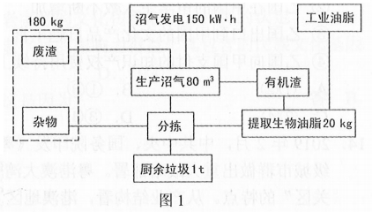 180 kg
沼气发电150 kW·h
工业油脂
废渣
生产沼气80 m³
有机渣
杂物
分拣
提取生物油脂20 kg
厨余垃圾1t
图1